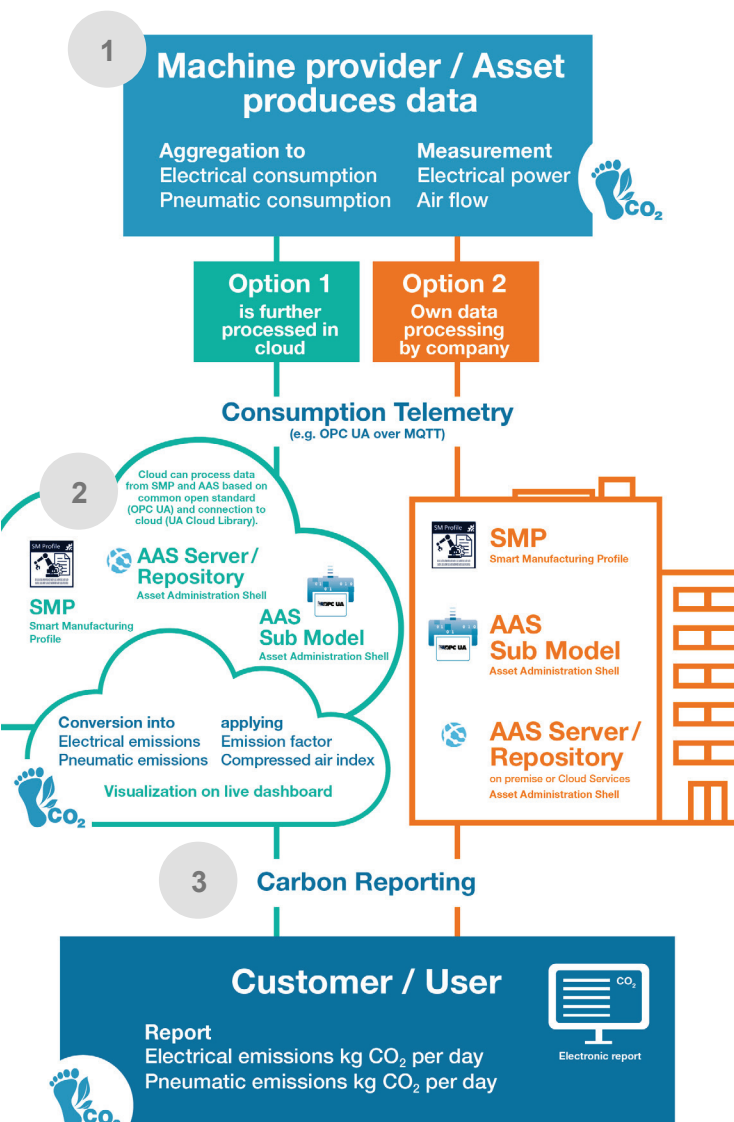 1
Machine provider / Asset
produces data
Aggregation to
Electrical consumption
Pneumatic consumption
Measurement
Electrical power
Air flow
CO₂
Option 1
is further
processed in
cloud
Option 2
Own data
processing
by company
Consumption Telemetry
(e.g. OPC UA over MQTT)
2
Cloud can process data
from SMP and AAS based on
common open standard
(OPC UA) and connection to
cloud (UA Cloud Library).
SM Profile
SMP
Smart Manufacturing
Profile
AAS Server/
Repository
Asset Administration Shell
OPC UA
AAS
Sub Model
Asset Administration Shell
Conversion into
Electrical emissions
Pneumatic emissions
applying
Emission factor
Compressed air index
Visualization on live dashboard
CO₂
SM Profile
SMP
Smart Manufacturing Profile
OPC UA
AAS
Sub Model
Asset Administration Shell
AAS Server/
Repository
on premise or Cloud Services
Asset Administration Shell
3
Carbon Reporting
Customer / User
Report
Electrical emissions kg CO₂ per day
Pneumatic emissions kg CO₂ per day
CO₂
Electronic report
CO₂